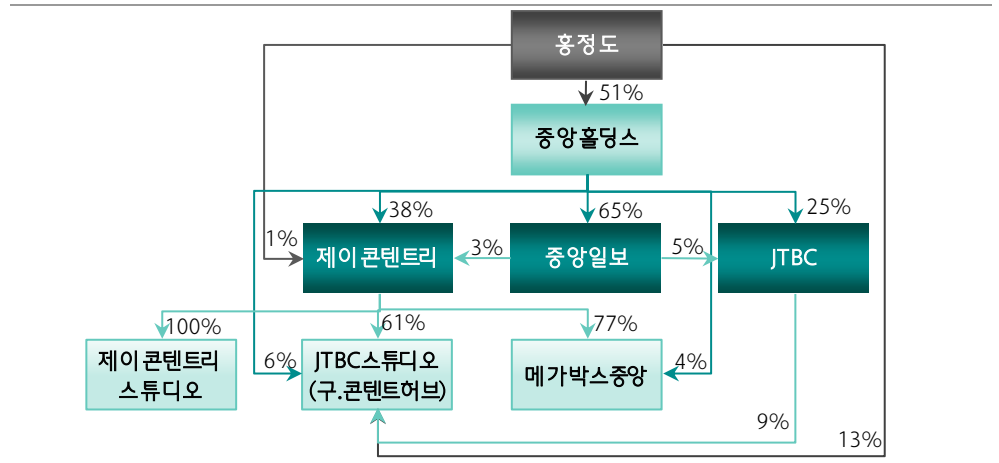 홍정도
51%
중앙홀딩스
38%
65%
25%
1%
제이콘텐트리
3%
중앙일보
5%
JTBC
100%
61%
77%
제이콘텐트리
스튜디오
6%
JTBC스튜디오
(구.콘텐트허브)
메가박스중앙
4%
9%
13%